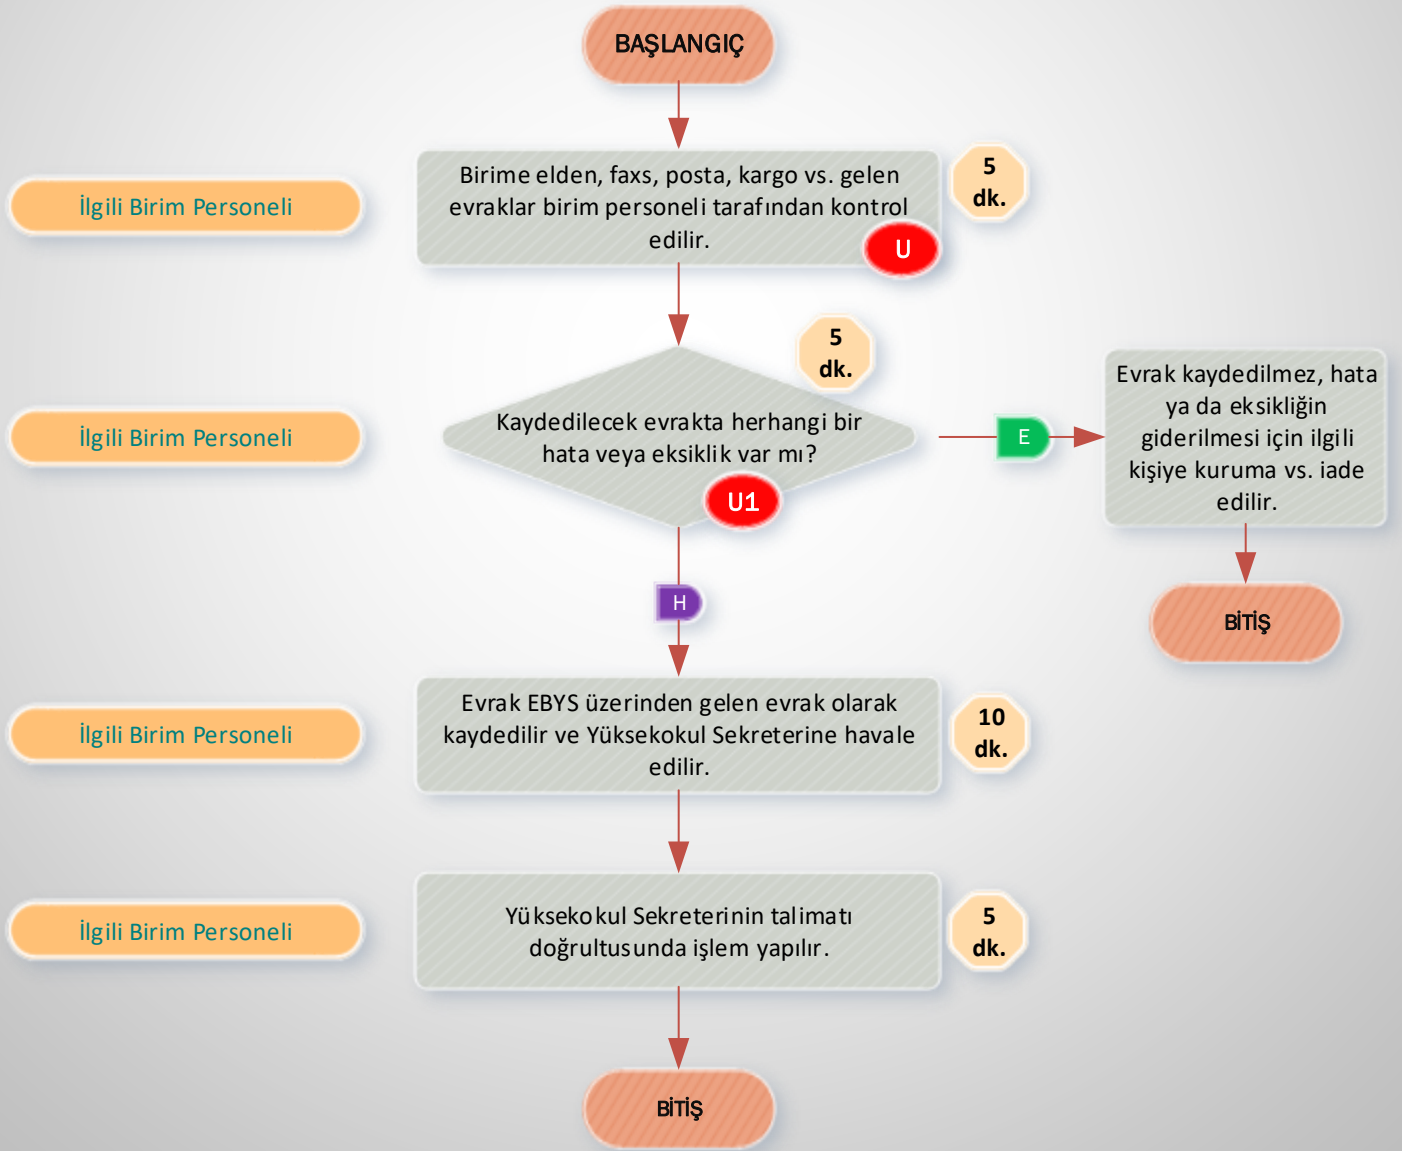 BAŞLANGIÇ
İlgili Birim Personeli
Birime elden, faxs, posta, kargo vs. gelen
evraklar birim personeli tarafından kontrol
edilir.
U
5
dk.
İlgili Birim Personeli
Kaydedilecek evrakta herhangi bir
hata veya eksiklik var mı?
U1
5
dk.
E
Evrak kaydedilmez, hata
ya da eksikliğin
giderilmesi için ilgili
kişiye kuruma vs. iade
edilir.
BİTİŞ
H
İlgili Birim Personeli
Evrak EBYS üzerinden gelen evrak olarak
kaydedilir ve Yüksekokul Sekreterine havale
edilir.
10
dk.
İlgili Birim Personeli
Yüksekokul Sekreterinin talimatı
doğrultusunda işlem yapılır.
5
dk.
BİTİŞ